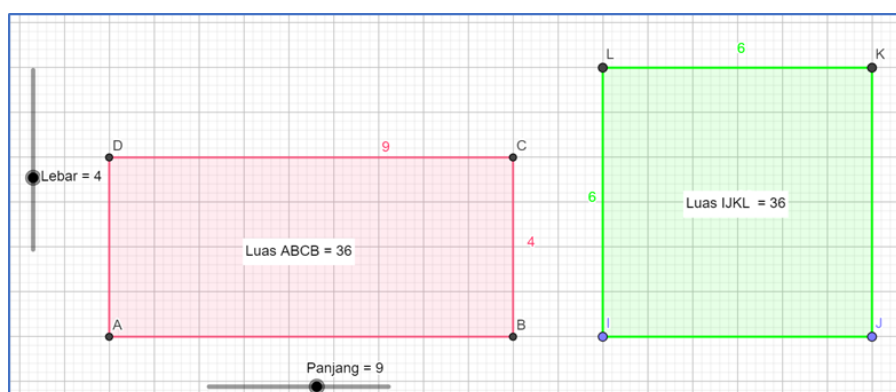 L
6
K
D
9
C
Lebar = 4
6
Luas IJKL = 36
4
Luas ABCB = 36
A
B
I
J
Panjang = 9